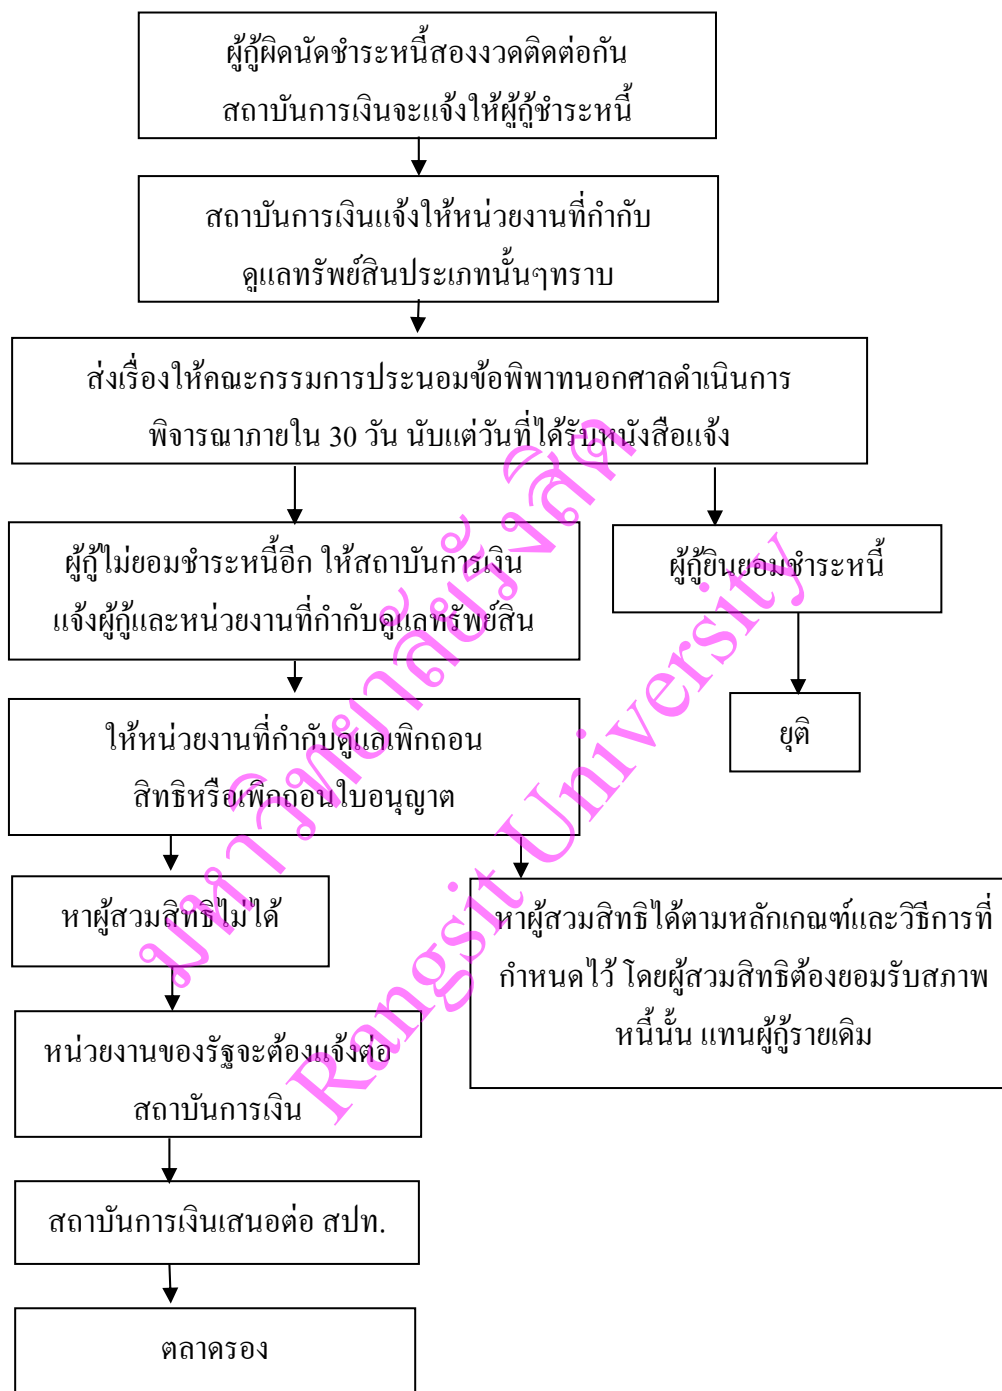 ผู้กู้ผิดนัดชำระหนี้สองงวดติดต่อกัน
สถาบันการเงินจะแจ้งให้ผู้กู้ชำระหนี้
สถาบันการเงินแจ้งให้หน่วยงานที่กำกับ
ดูแลทรัพย์สินประเภทนั้นๆทราบ
ส่งเรื่องให้คณะกรรมการประนอมข้อพิพาทนอกศาลดำเนินการ
พิจารณาภายใน 30 วัน นับแต่วันที่ได้รับหนังสือแจ้ง
ผู้กู้ไม่ยอมชำระหนี้อีก ให้สถาบันการเงิน
แจ้งผู้กู้และหน่วยงานที่กำกับดูแลทรัพย์สิน
ผู้กู้ยินยอมชำระหนี้
ให้หน่วยงานที่กำกับดูแลเพิกถอน
สิทธิหรือเพิกถอนใบอนุญาต
ยุติ
หาผู้สวมสิทธิไม่ได้
หาผู้สวมสิทธิได้ตามหลักเกณฑ์และวิธีการที่
กำหนดไว้ โดยผู้สวมสิทธิต้องยอมรับสภาพ
หนี้นั้น แทนผู้กู้รายเดิม
หน่วยงานของรัฐจะต้องแจ้งต่อ
สถาบันการเงิน
สถาบันการเงินเสนอต่อ สปท.
ตลาดรอง
มหาวิทยาลัยรังสิต
Rangsit University